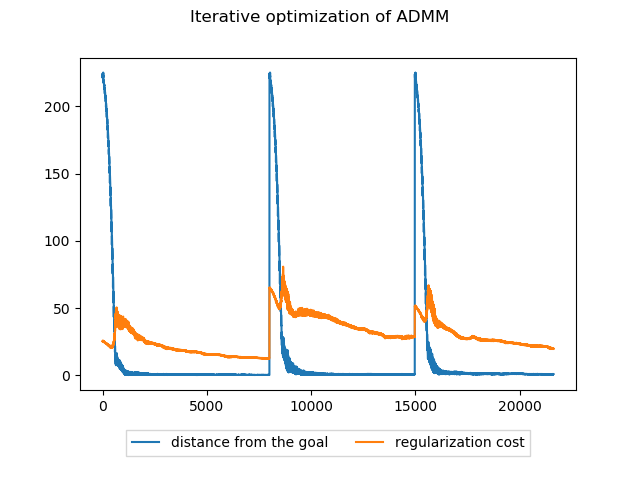 Iterative optimization of ADMM
200
150
100
50
0
0 5000 10000 15000 20000
distance from the goal regularization cost